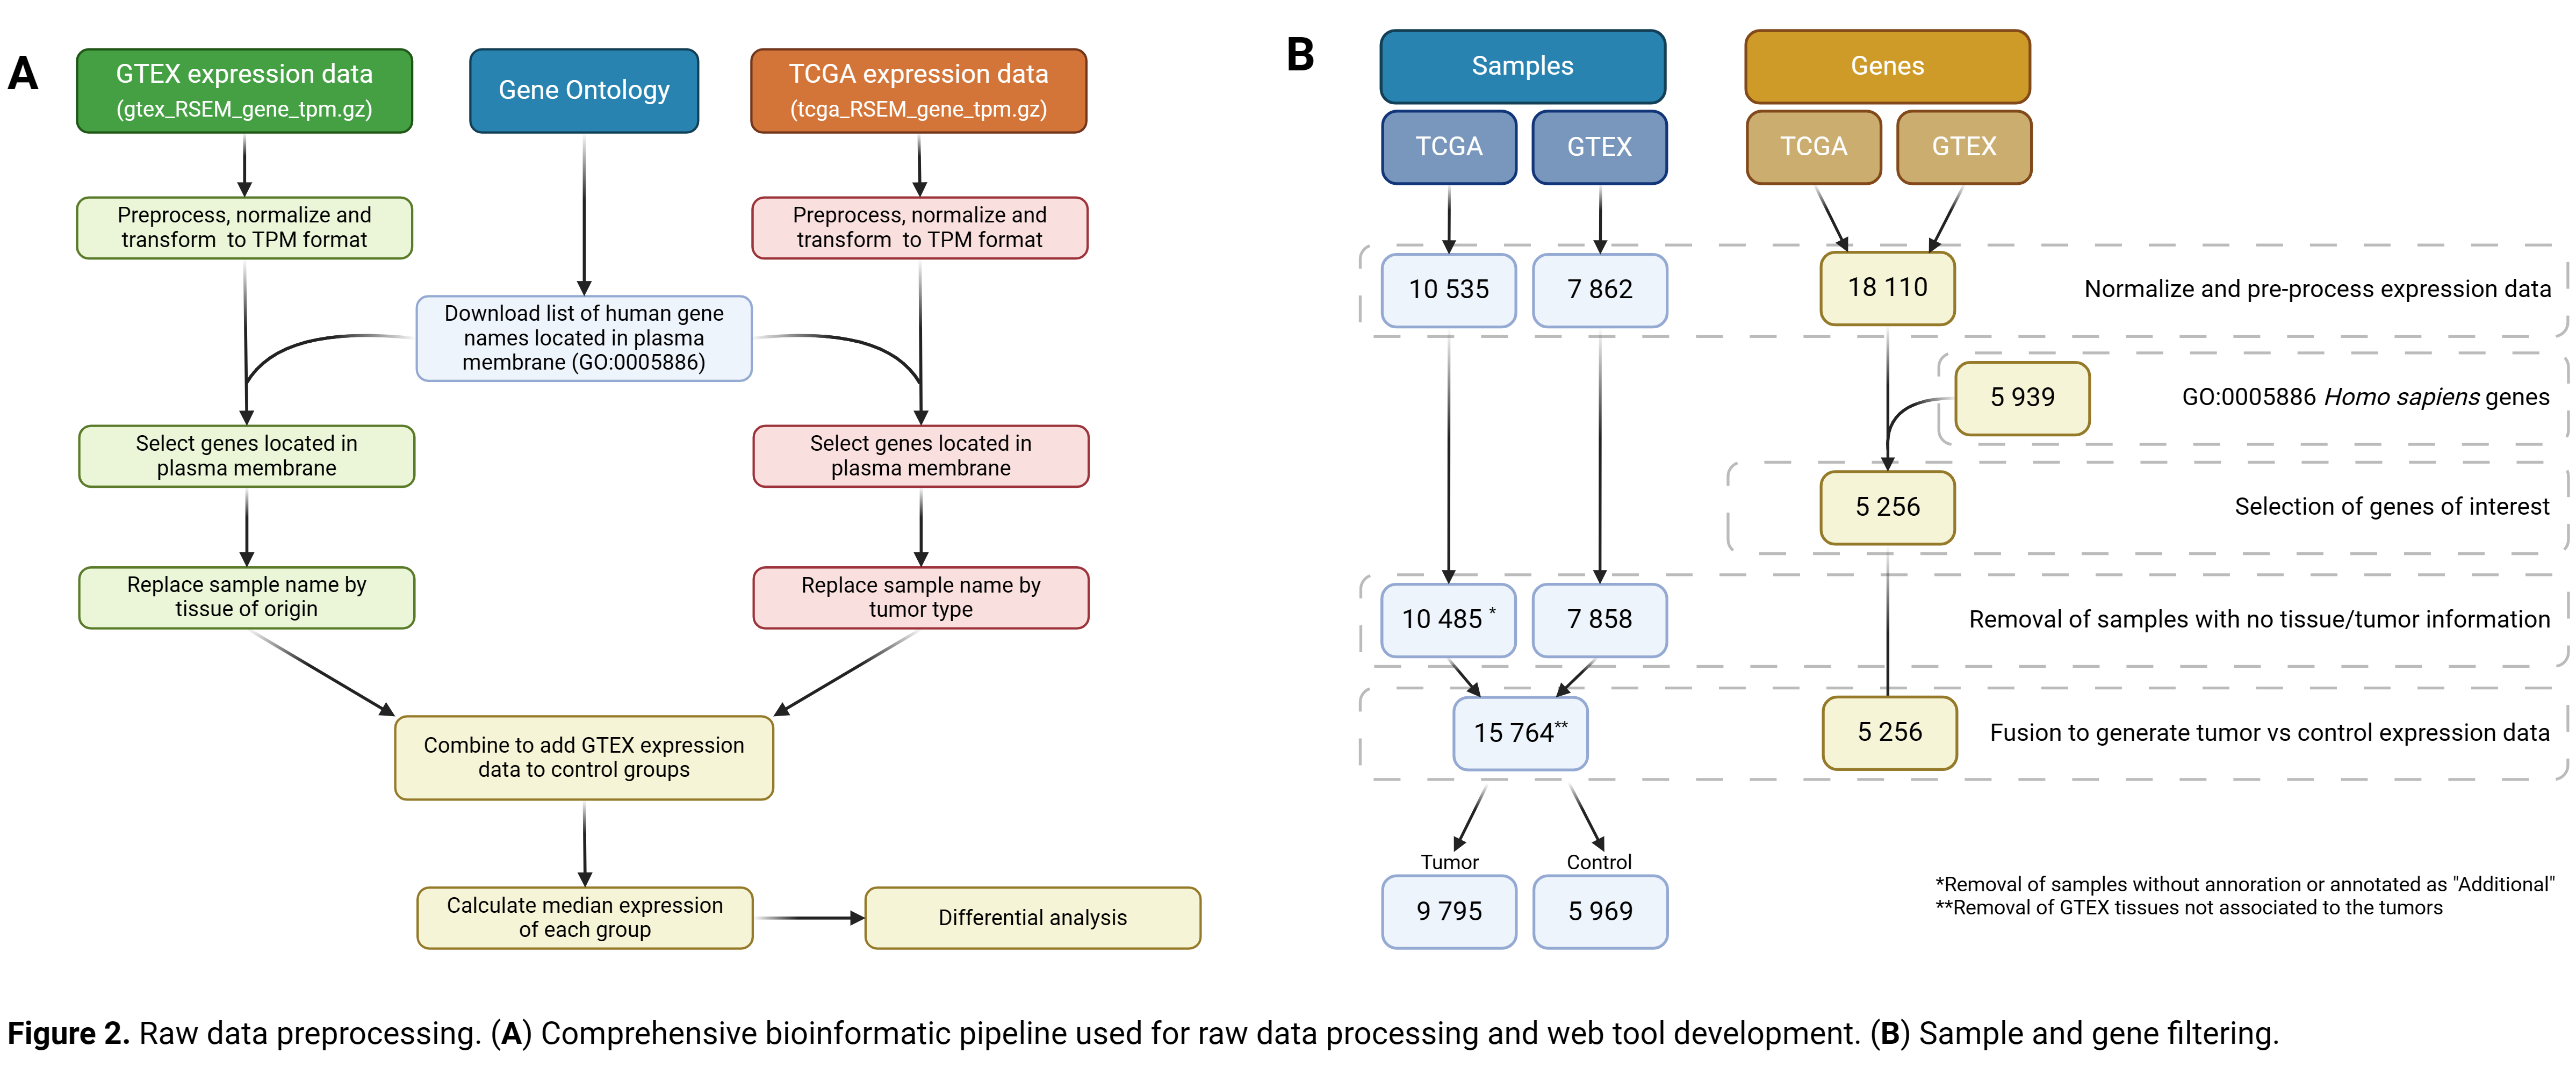 A
GTEX expression data
(gtex_RSEM_gene_tpm.gz)
Gene Ontology
TCGA expression data
(tcga_RSEM_gene_tpm.gz)
Preprocess, normalize and
transform to TPM format
Preprocess, normalize and
transform to TPM format
Download list of human gene
names located in plasma
membrane (GO:0005886)
Select genes located in
plasma membrane
Select genes located in
plasma membrane
Replace sample name by
tissue of origin
Replace sample name by
tumor type
Combine to add GTEX expression
data to control groups
Calculate median expression
of each group
Differential analysis
B
Samples
Genes
TCGA
GTEX
TCGA
GTEX
10 535
7 862
18 110
Normalize and pre-process expression data
5 939
GO:0005886 Homo sapiens genes
5 256
Selection of genes of interest
10 485 *
7 858
Removal of samples with no tissue/tumor information
15 764**
5 256
Fusion to generate tumor vs control expression data
Tumor
Control
9 795
5 969
*Removal of samples without annoration or annotated as "Additional"
**Removal of GTEX tissues not associated to the tumors
Figure 2. Raw data preprocessing. (A) Comprehensive bioinformatic pipeline used for raw data processing and web tool development. (B) Sample and gene filtering.